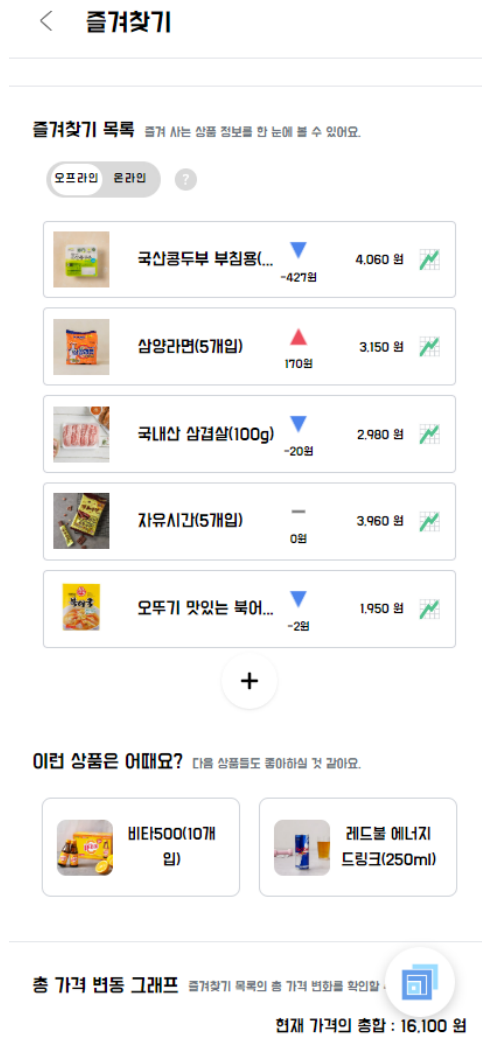 즐겨찾기
즐겨찾기 목록 즐겨 사는 상품 정보를 한 눈에 볼 수 있어요.
오프라인 온라인 ?
국산콩두부 부침용(... -427원 4,060 원
삼양라면(5개입) 170원 3,150 원
국내산 삼겹살(100g) -20원 2,980 원
자유시간(5개입) 0원 3,960 원
오뚜기 맛있는 북어... -2원 1,950 원
+
이런 상품은 어때요? 다음 상품들도 좋아하실 것 같아요.
비타500(10개
입)
레드불 에너지
드링크(250ml)
총 가격 변동 그래프 즐겨찾기 목록의 총 가격 변화를 확인할
현재 가격의 총합 : 16,100 원